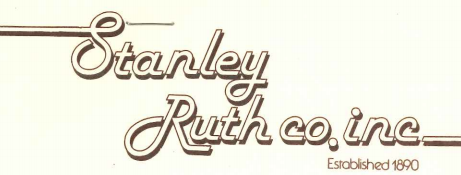 Stanley
Ruth co, inc
Established 1890